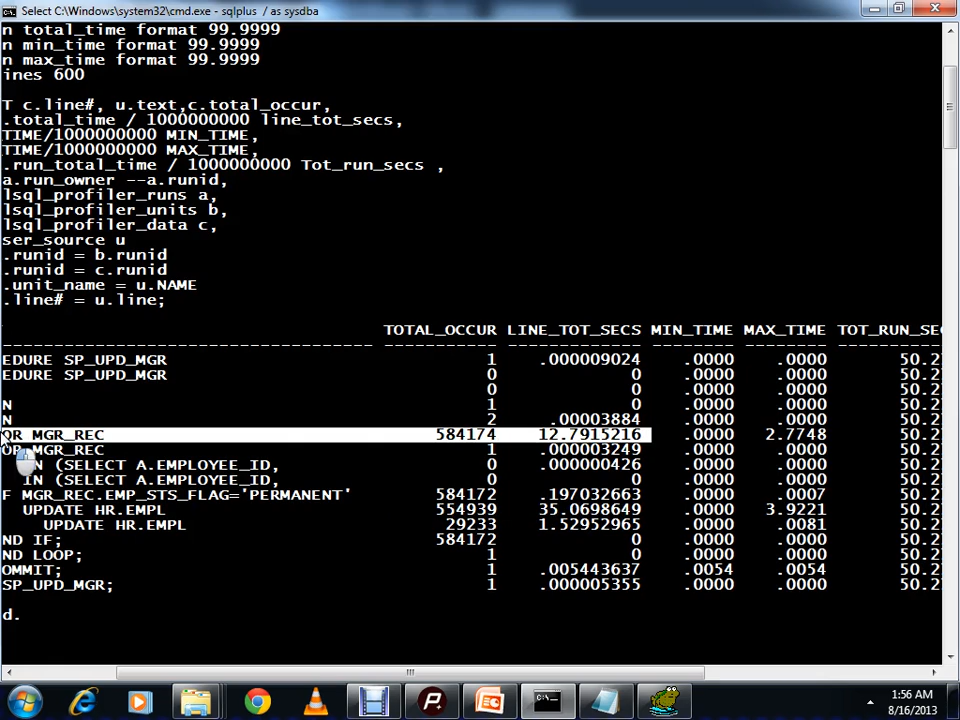 Select C:\Windows\system32\cmd.exe - sqlplus  / as sysdba
n total_time format 99.9999
n min_time format 99.9999
n max_time format 99.9999
ines 600
T c.line#, u.text,c.total_occur,
.total_time / 1000000000 line_tot_secs,
TIME/1000000000 MIN_TIME,
TIME/1000000000 MAX_TIME,
.run_total_time / 1000000000 Tot_run_secs ,
a.run_owner --a.runid,
lsql_profiler_runs a,
lsql_profiler_units b,
lsql_profiler_data c,
ser_source u
.runid = b.runid
.runid = c.runid
.unit_name = u.NAME
.line# = u.line;
TOTAL_OCCUR LINE_TOT_SECS MIN_TIME MAX_TIME TOT_RUN_SEC
------------------------------------ ----------- ------------- -------- -------- ----------
EDURE SP_UPD_MGR 1 .000009024 .0000 .0000 50.2
EDURE SP_UPD_MGR 0 0 .0000 .0000 50.2
0 0 .0000 .0000 50.2
N 1 0 .0000 .0000 50.2
N 2 .00003884 .0000 .0000 50.2
OR MGR_REC 584174 12.7915216 .0000 2.7748 50.2
OR MGR_REC 1 .000003249 .0000 .0000 50.2
IN (SELECT A.EMPLOYEE_ID, 0 .000000426 .0000 .0000 50.2
IN (SELECT A.EMPLOYEE_ID, 0 0 .0000 .0000 50.2
F MGR_REC.EMP_STS_FLAG='PERMANENT' 584172 .197032663 .0000 .0007 50.2
UPDATE HR.EMPL 554939 35.0698649 .0000 3.9221 50.2
UPDATE HR.EMPL 29233 1.52952965 .0000 .0081 50.2
ND IF; 584172 0 .0000 .0000 50.2
ND LOOP; 1 0 .0000 .0000 50.2
OMMIT; 1 .005443637 .0054 .0054 50.2
SP_UPD_MGR; 1 .000005355 .0000 .0000 50.2
d.
1:56 AM
8/16/2013